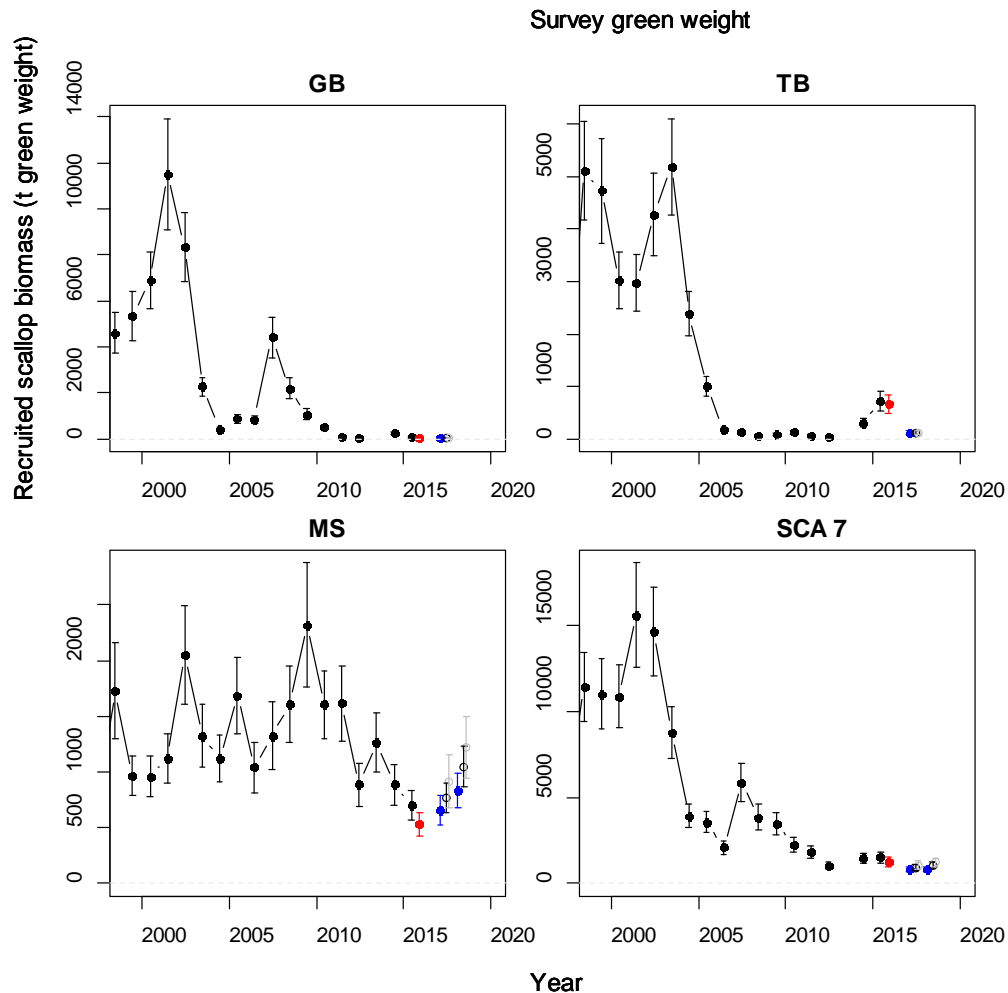 Survey green weight
Recruited scallop biomass (t green weight)
GB
14000
10000
6000
2000
0
2000 2005 2010 2015 2020
TB
5000
3000
1000
0
2000 2005 2010 2015 2020
MS
2000
1000
500
0
2000 2005 2010 2015 2020
SCA 7
15000
10000
5000
0
2000 2005 2010 2015 2020
Year